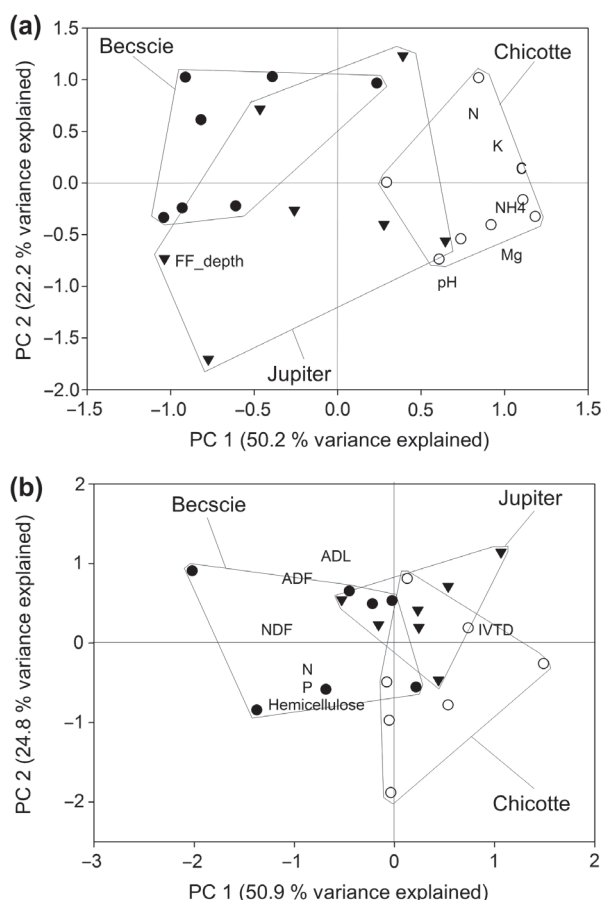 (a)
1.5
1.0
0.5
0.0
−0.5
−1.0
−1.5
−2.0
PC 2 (22.2 % variance explained)
Becscie
Chicotte
N
K
C
NH4
Mg
pH
FF_depth
Jupiter
−1.5
−1.0
−0.5
0.0
0.5
1.0
1.5
PC 1 (50.2 % variance explained)
(b)
2
1
0
−1
−2
PC 2 (24.8 % variance explained)
Becscie
Jupiter
ADL
ADF
NDF
IVTD
N
P
Hemicellulose
Chicotte
−3
−2
−1
0
1
2
PC 1 (50.9 % variance explained)